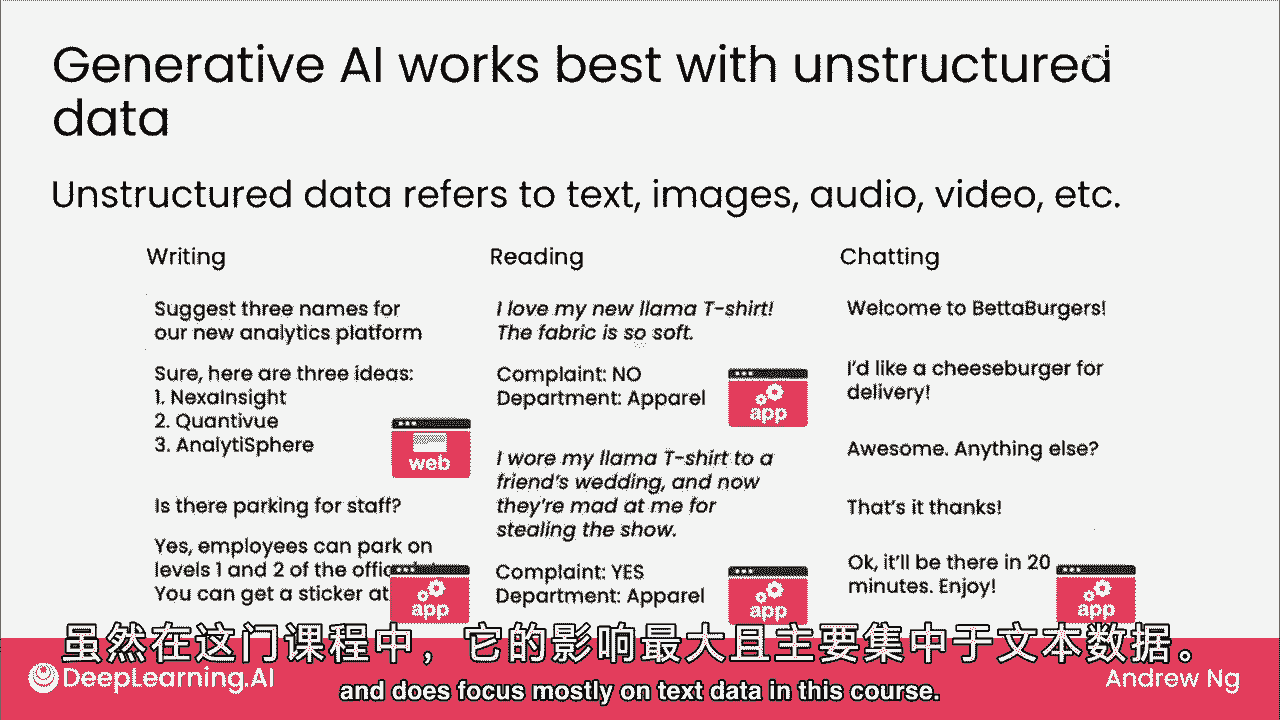 Generative AI works best with unstructured
data
Unstructured data refers to text, images, audio, video, etc.
Writing
Suggest three names for
our new analytics platform
Sure, here are three ideas:
1. NexaInsight
2. Quantivue
3. AnalytiSphere
web
Is there parking for staff?
Yes, employees can park on
levels 1 and 2 of the
You can get a sticker at
app
Reading
I love my new llama T-shirt!
The fabric is so soft.
Complaint: NO
Department: Apparel
app
I wore my llama T-shirt to a
friend's wedding, and now
they're mad at me for
stealing the show.
Complaint: YES
Department: Apparel
app
Chatting
Welcome to BettaBurgers!
I'd like a cheeseburger for
delivery!
Awesome. Anything else?
That's it thanks!
Ok, it'll be there in 20
minutes. Enjoy!
app
虽然在这门课程中，它的影响最大且主要集中于文本数据。
and does focus mostly on text data in this course.
DeepLearning.AI
Andrew Ng